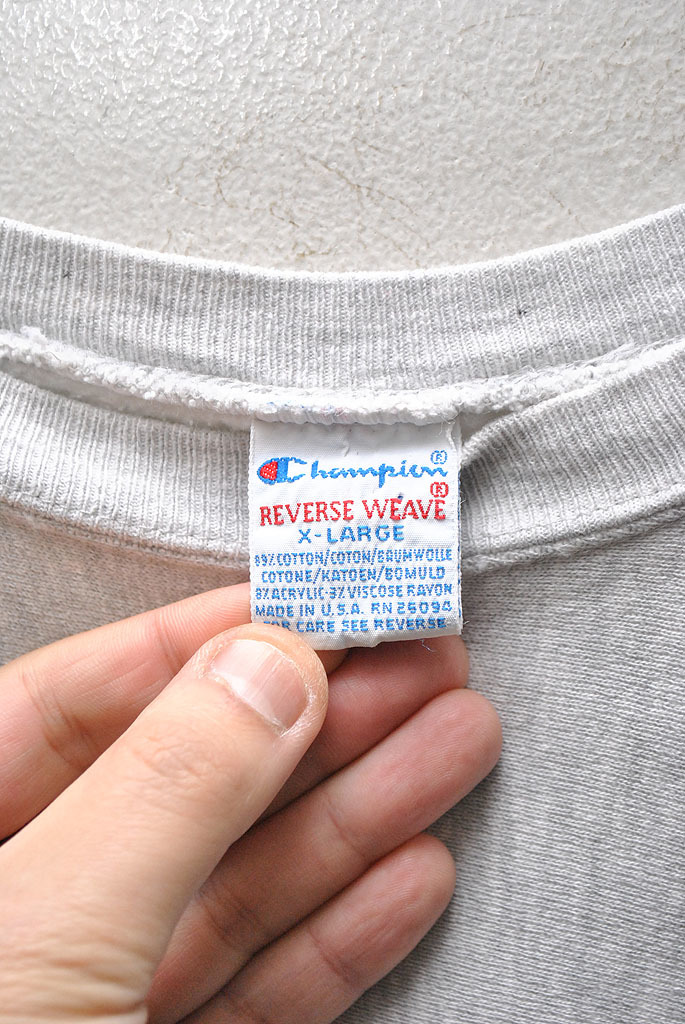 Champion®
REVERSE WEAVE®
X-LARGE
89% COTTON/COTON/BAUMWOLLE
COTONE/KATOEN/BOMULD
8% ACRYLIC-3% VISCOSE RAYON
MADE IN U.S.A. RN 26094
FOR CARE SEE REVERSE